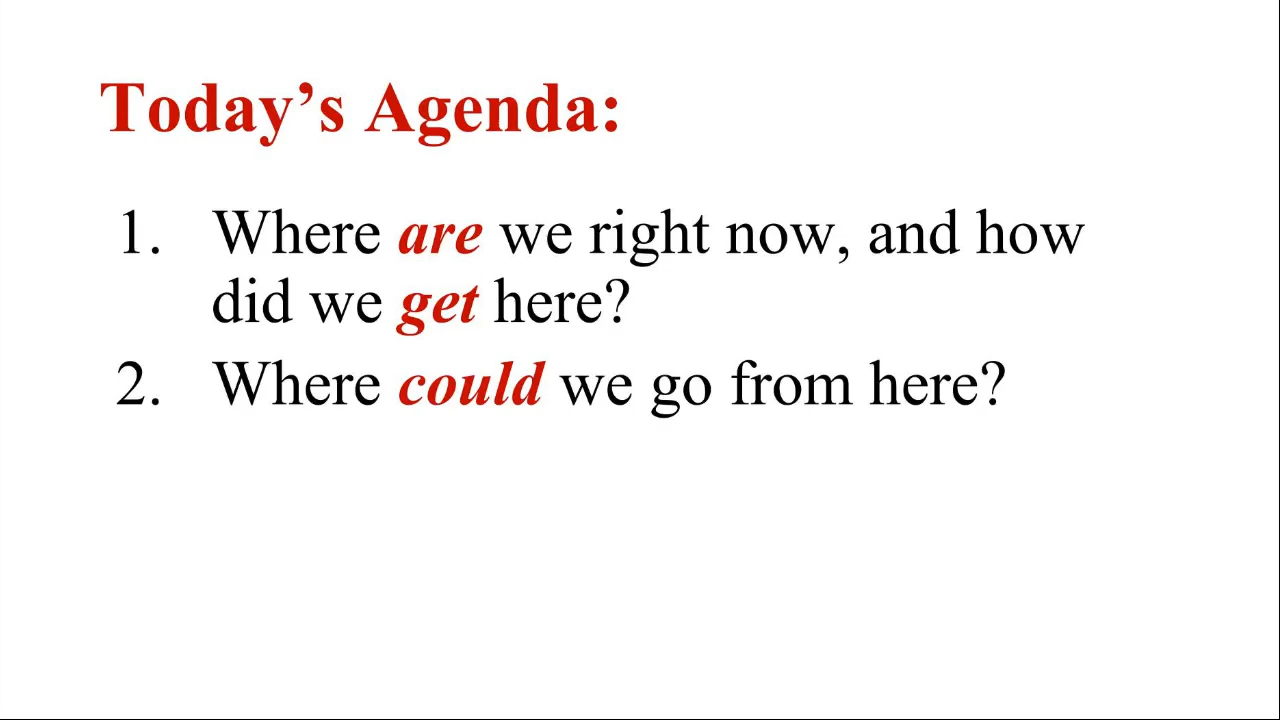 Today’s Agenda:
1. Where are we right now, and how
did we get here?
2. Where could we go from here?